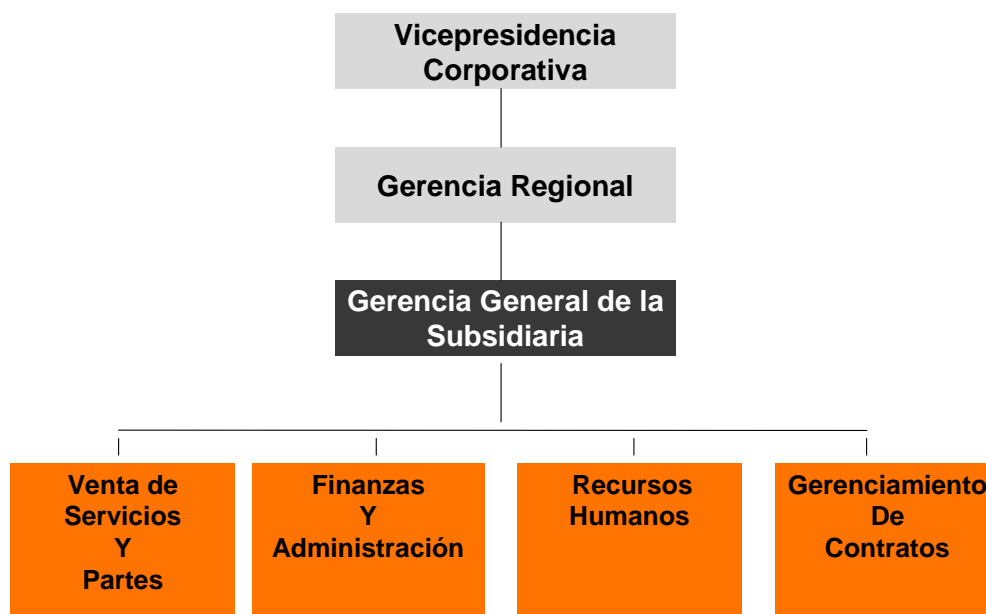 Vicepresidencia
Corporativa
Gerencia Regional
Gerencia General de la
Subsidiaria
Venta de
Servicios
Y
Partes
Finanzas
Y
Administración
Recursos
Humanos
Gerenciamiento
De
Contratos